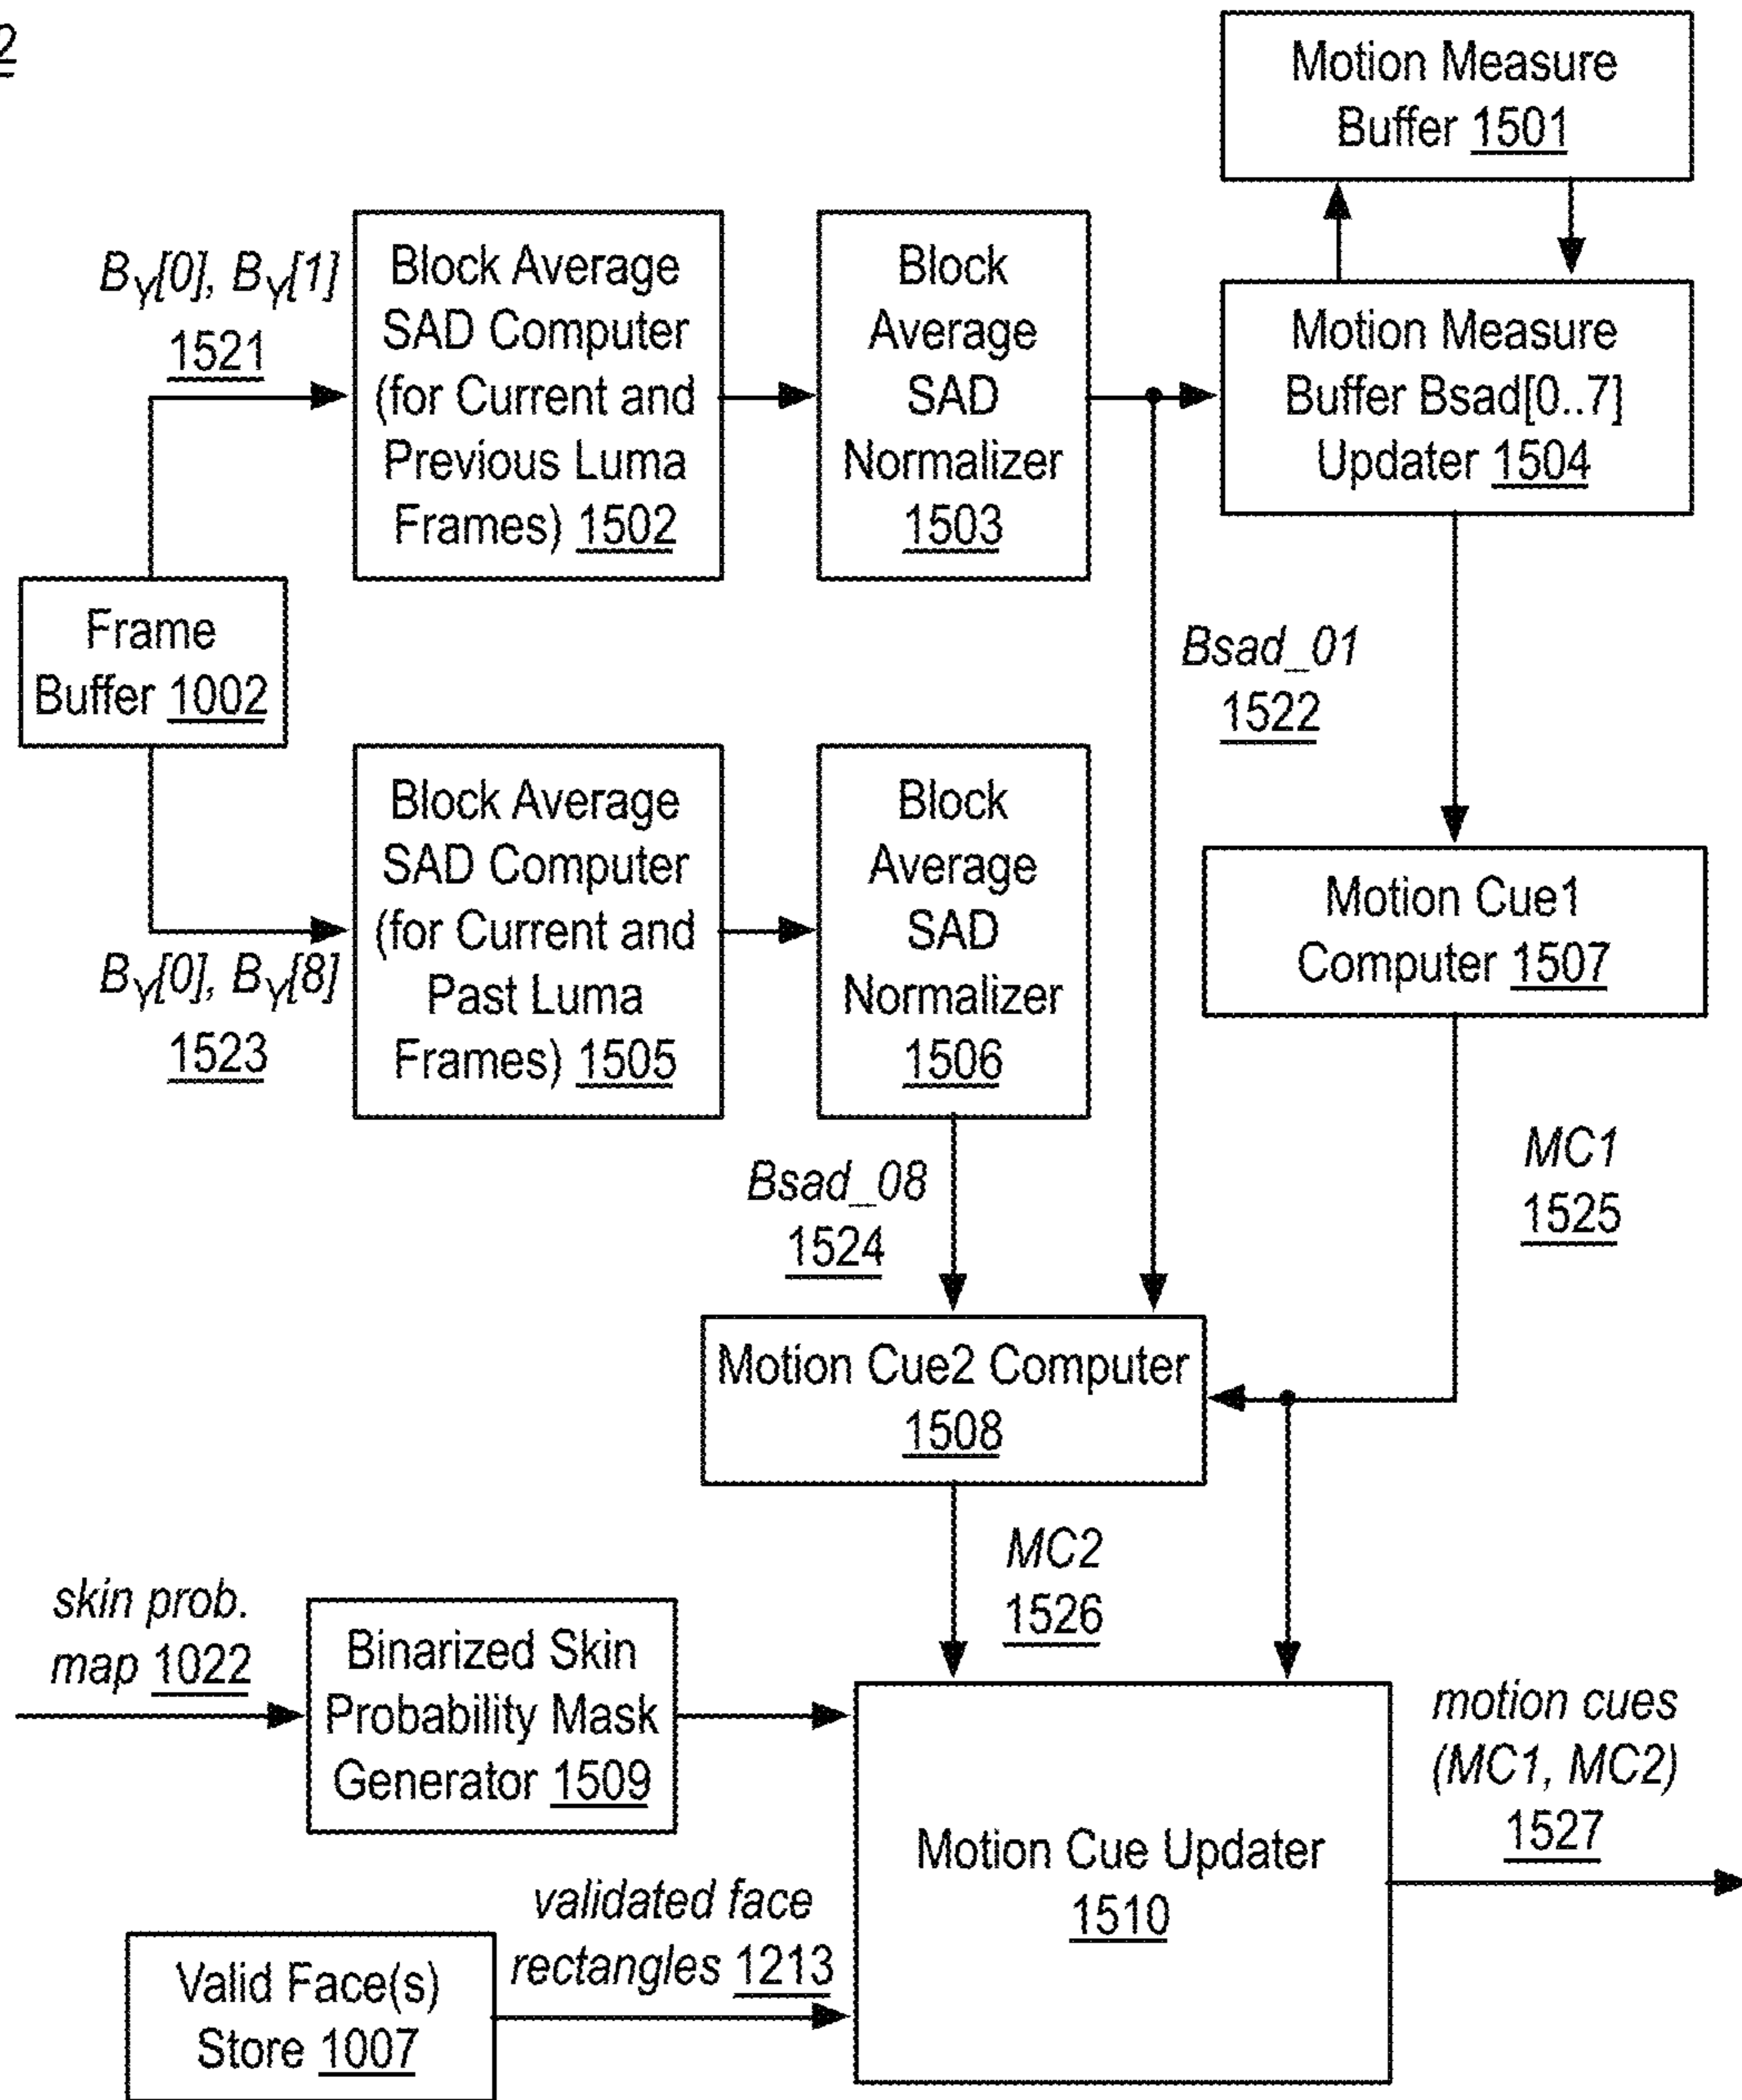 Motion Measure
Buffer 1501
B_Y[0], B_Y[1]
1521
Block Average
SAD Computer
(for Current and
Previous Luma
Frames) 1502
Block
Average
SAD
Normalizer
1503
Motion Measure
Buffer Bsad[0..7]
Updater 1504
Frame
Buffer 1002
Bsad_01
1522
B_Y[0], B_Y[8]
1523
Block Average
SAD Computer
(for Current and
Past Luma
Frames) 1505
Block
Average
SAD
Normalizer
1506
Motion Cue1
Computer 1507
Bsad_08
1524
MC1
1525
Motion Cue2 Computer
1508
MC2
1526
skin prob.
map 1022
Binarized Skin
Probability Mask
Generator 1509
Motion Cue Updater
1510
motion cues
(MC1, MC2)
1527
validated face
rectangles 1213
Valid Face(s)
Store 1007